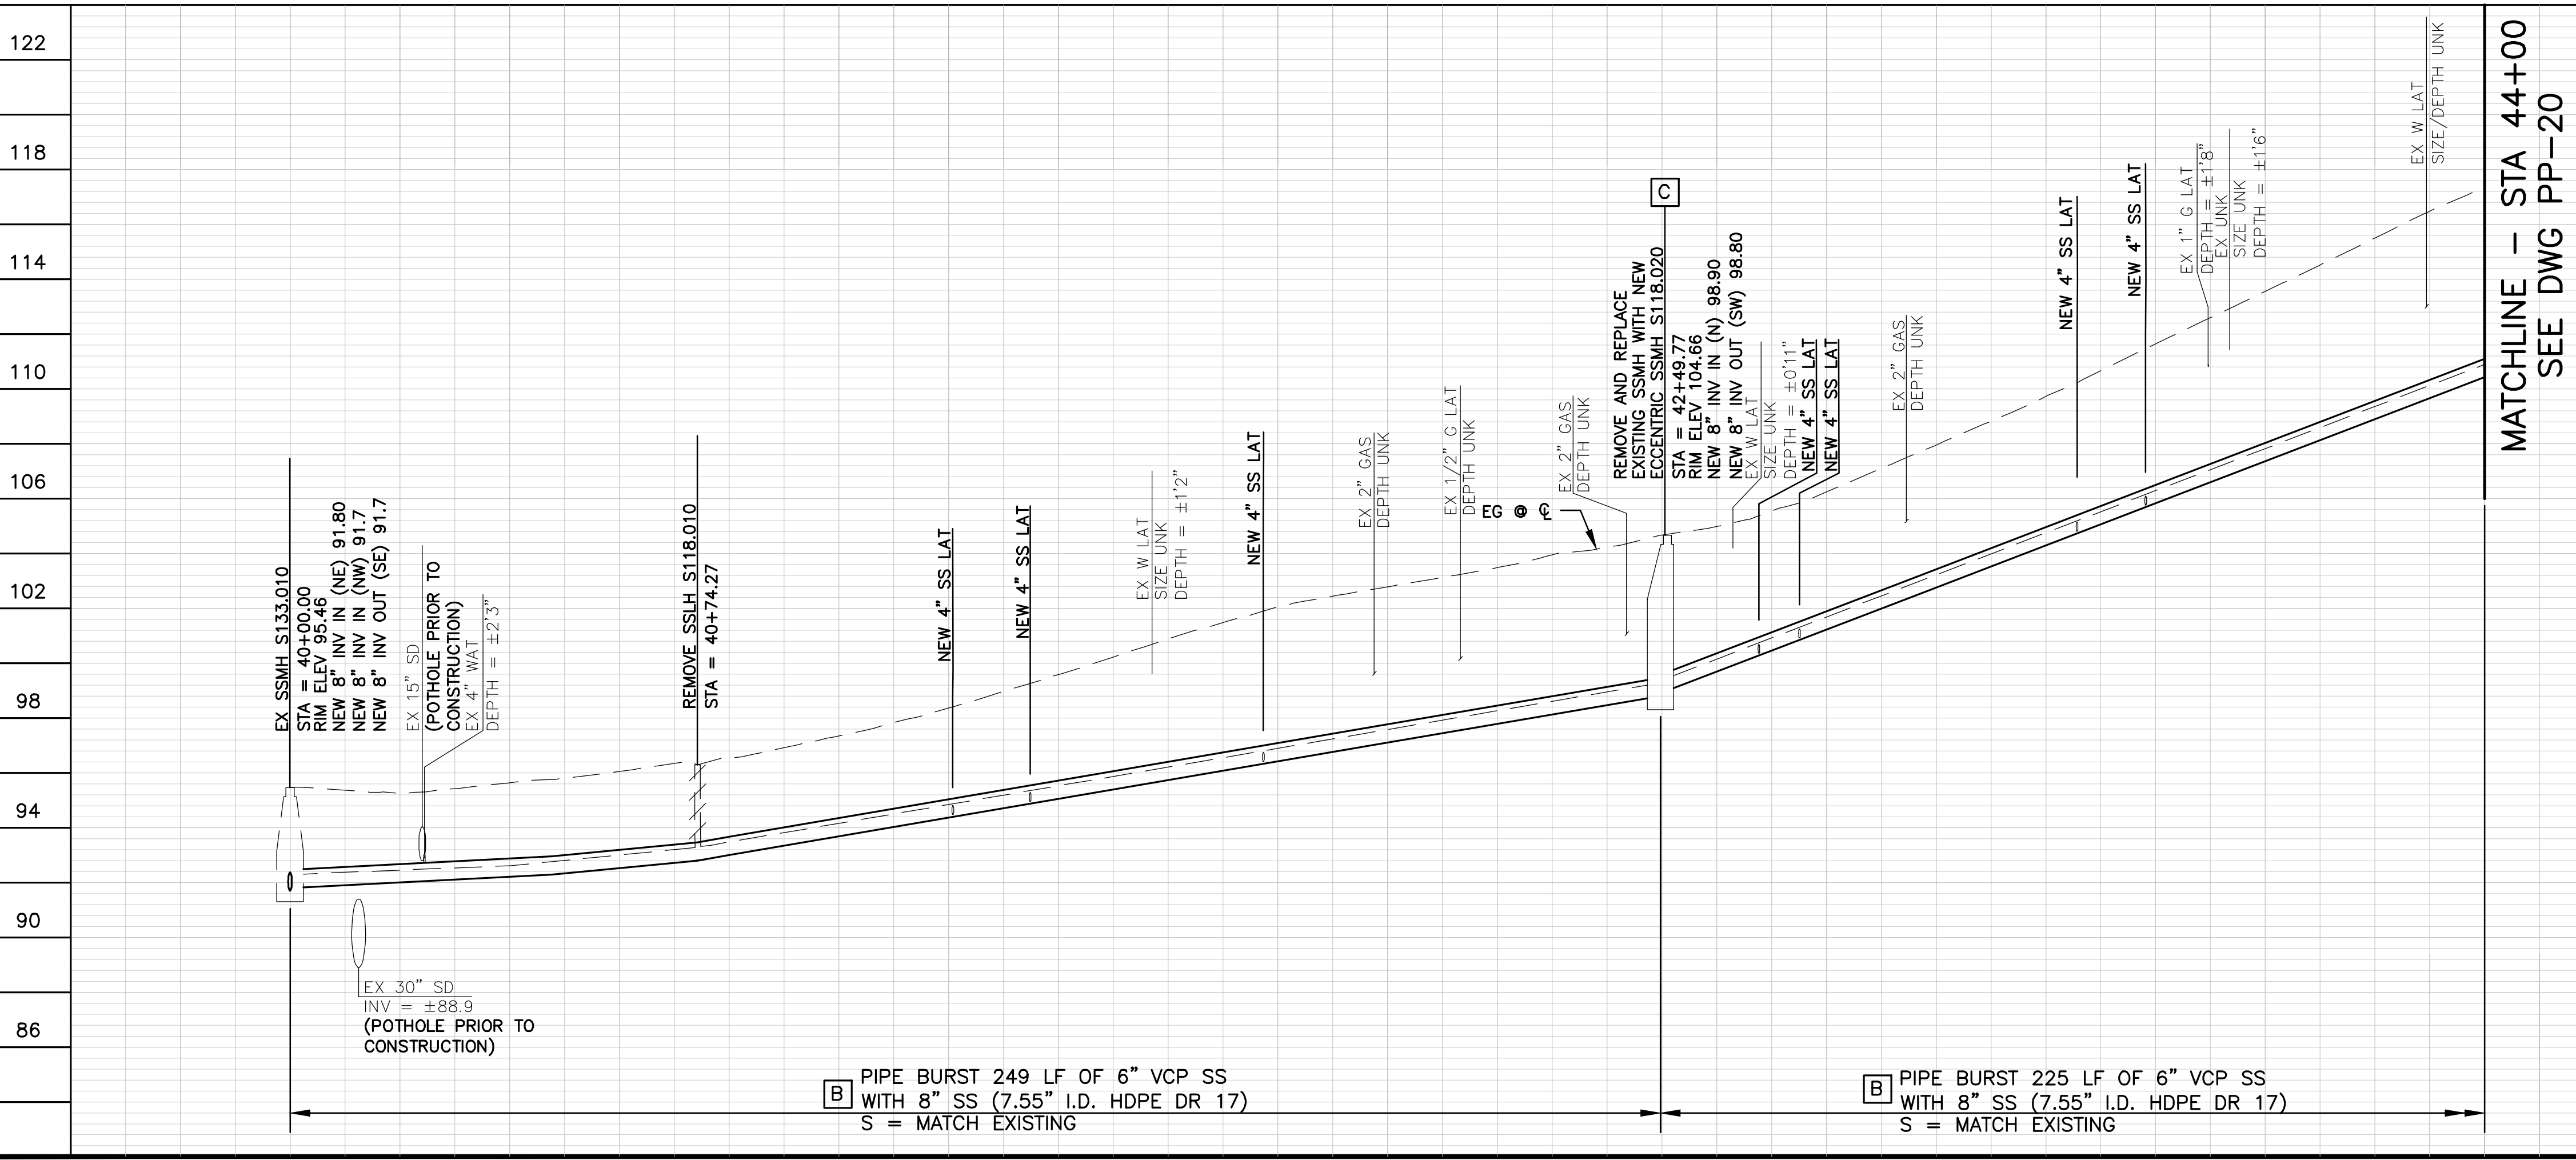 122
118
114
110
106
102
98
94
90
86
EX SSMH S133.010
STA = 40+00.00
RIM ELEV 95.46
NEW 8" INV IN (NE) 91.80
NEW 8" INV IN (NW) 91.7
NEW 8" INV OUT (SE) 91.7
EX 15" SD
(POTHOLE PRIOR TO
CONSTRUCTION)
EX 4" WAT
DEPTH = ±2'3"
EX 30" SD
INV = ±88.9
(POTHOLE PRIOR TO
CONSTRUCTION)
REMOVE SSLH S118.010
STA = 40+74.27
NEW 4" SS LAT
NEW 4" SS LAT
EX W LAT
SIZE UNK
DEPTH = ±1'2"
NEW 4" SS LAT
EX 2" GAS
DEPTH UNK
EX 1/2" G LAT
DEPTH UNK
EG @ ℄
EX 2" GAS
DEPTH UNK
C
REMOVE AND REPLACE
EXISTING SSMH WITH NEW
ECCENTRIC SSMH S118.020
STA = 42+49.77
RIM ELEV 104.66
NEW 8" INV IN (N) 98.90
NEW 8" INV OUT (SW) 98.80
EX W LAT
SIZE UNK
DEPTH = ±0'11"
NEW 4" SS LAT
NEW 4" SS LAT
EX 2" GAS
DEPTH UNK
NEW 4" SS LAT
NEW 4" SS LAT
EX 1" G LAT
DEPTH = ±1'8"
EX UNK
SIZE UNK
DEPTH = ±1'6"
EX W LAT
SIZE/DEPTH UNK
MATCHLINE - STA 44+00
SEE DWG PP-20
B
PIPE BURST 249 LF OF 6" VCP SS
WITH 8" SS (7.55" I.D. HDPE DR 17)
S = MATCH EXISTING
B
PIPE BURST 225 LF OF 6" VCP SS
WITH 8" SS (7.55" I.D. HDPE DR 17)
S = MATCH EXISTING